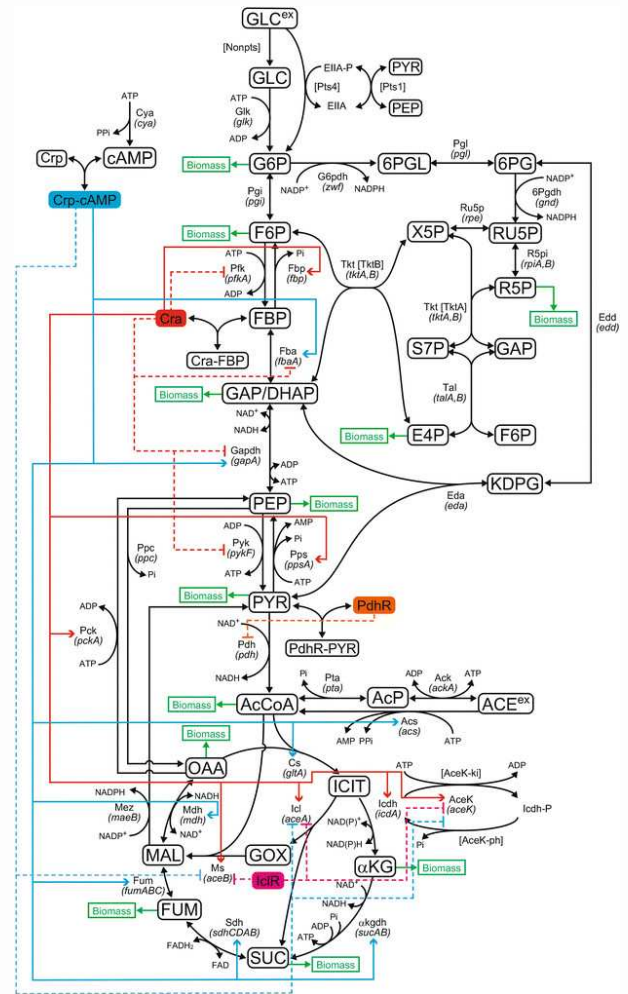 GLCex
[Nonpts]
EIIA-P
PYR
[Pts4]
[Pts1]
EIIA
PEP
GLC
ATP
Glk
(glk)
ADP
ATP
Cya
(cya)
PPi
Crp
cAMP
Crp-cAMP
Biomass
G6P
G6pdh
(zwf)
NADP+
NADPH
6PGL
Pgl
(pgl)
6PG
NADP+
6Pgdh
(gnd)
NADPH
Pgi
(pgi)
Ru5p
(rpe)
X5P
RU5P
Biomass
F6P
R5pi
(rpiA,B)
ATP
Pfk
(pfkA)
ADP
Pi
Fbp
(fbp)
Tkt [TktB]
(tktA,B)
Tkt [TktA]
(tktA,B)
R5P
Biomass
Edd
(edd)
Cra
FBP
Cra-FBP
Fba
(fbaA)
S7P
GAP
Tal
(talA,B)
Biomass
GAP/DHAP
NAD+
NADH
Biomass
E4P
F6P
Gapdh
(gapA)
ADP
ATP
KDPG
Eda
(eda)
PEP
Biomass
Ppc
(ppc)
Pi
ADP
Pyk
(pykF)
ATP
AMP
Pi
Pps
(ppsA)
ATP
ADP
Pck
(pckA)
ATP
Biomass
PYR
PdhR
NAD+
Pdh
(pdh)
NADH
PdhR-PYR
Pi
Pta
(pta)
ADP
Ack
(ackA)
ATP
Biomass
AcCoA
AcP
ACEex
Acs
(acs)
AMP
PPi
ATP
Biomass
OAA
Cs
(gltA)
ICIT
ATP
[AceK-ki]
ADP
NADPH
Mez
(maeB)
NADP+
NADH
Mdh
(mdh)
NAD+
Icl
(aceA)
Icdh
(icdA)
AceK
(aceK)
Icdh-P
NAD(P)+
NAD(P)H
Pi
[AceK-ph]
MAL
GOX
Ms
(aceB)
IclR
αKG
Biomass
Fum
(fumABC)
NAD+
NADH
Biomass
FUM
Sdh
(sdhCDAB)
Pi
ADP
ATP
αkgdh
(sucAB)
FADH2
FAD
SUC
Biomass